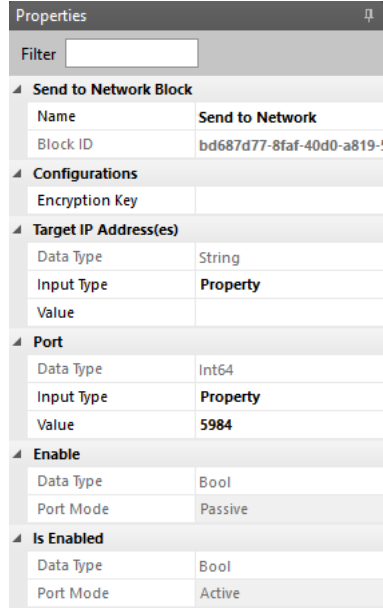 Properties
Filter
Send to Network Block
Name Send to Network
Block ID bd687d77-8faf-40d0-a819-
Configurations
Encryption Key
Target IP Address(es)
Data Type String
Input Type Property
Value
Port
Data Type Int64
Input Type Property
Value 5984
Enable
Data Type Bool
Port Mode Passive
Is Enabled
Data Type Bool
Port Mode Active